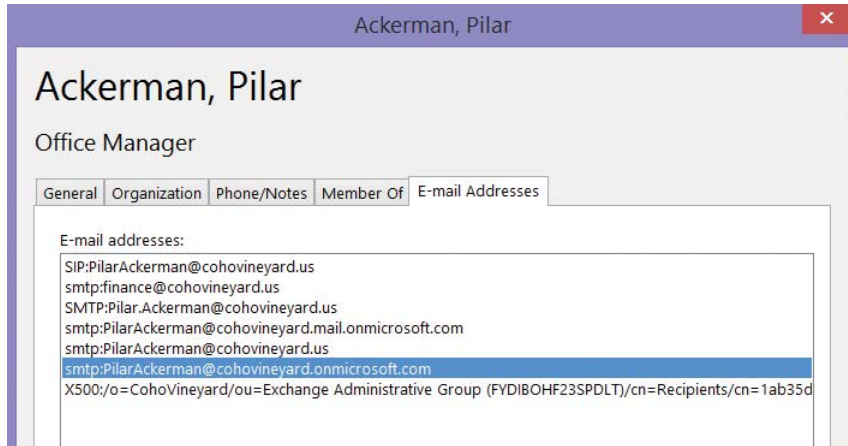 Ackerman, Pilar
Ackerman, Pilar
Office Manager
General Organization Phone/Notes Member Of E-mail Addresses
E-mail addresses:
SIP:PilarAckerman@cohovineyard.us
smtp:finance@cohovineyard.us
SMTP:Pilar.Ackerman@cohovineyard.us
smtp:PilarAckerman@cohovineyard.mail.onmicrosoft.com
smtp:PilarAckerman@cohovineyard.us
smtp:PilarAckerman@cohovineyard.onmicrosoft.com
X500:/o=CohoVineyard/ou=Exchange Administrative Group (FYDIBOHF23SPDLT)/cn=Recipients/cn=1ab35d